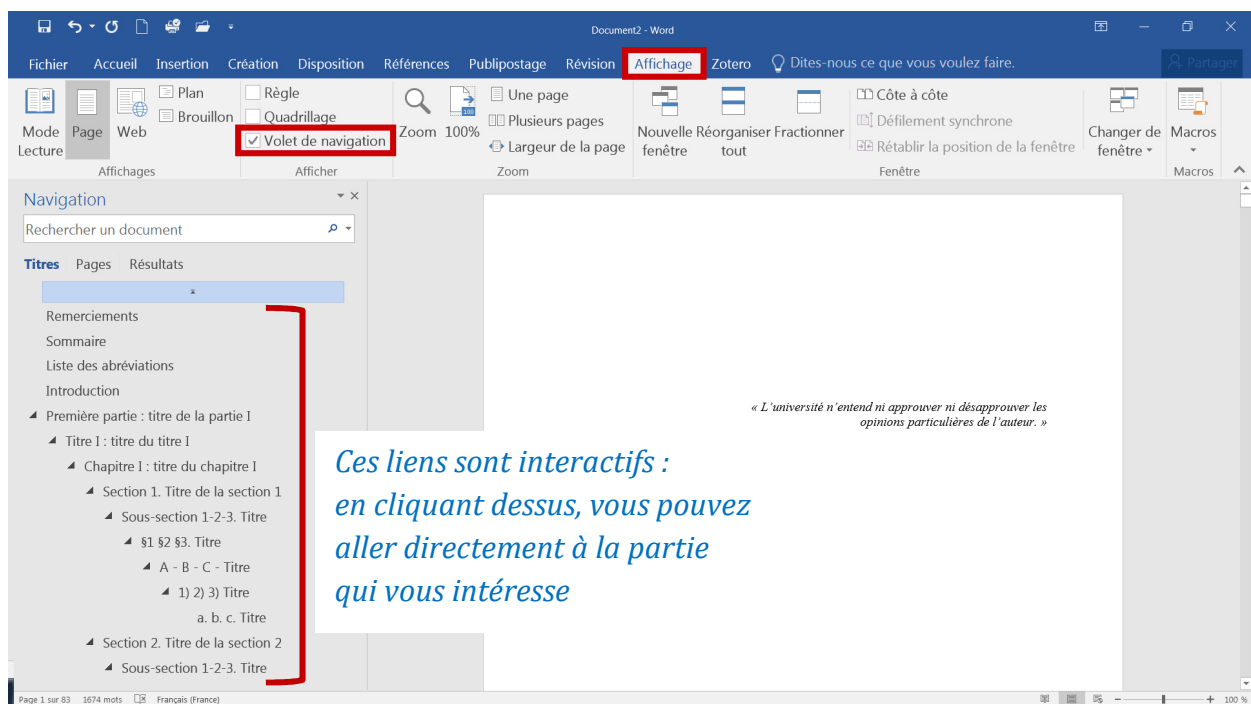 Document2 - Word
Fichier Accueil Insertion Création Disposition Références Publipostage Révision Affichage Zotero Dites-nous ce que vous voulez faire. Partager
Mode Lecture
Page
Web
Plan
Brouillon
Affichages
Règle
Quadrillage
Volet de navigation
Afficher
Zoom
100%
100
Une page
Plusieurs pages
Largeur de la page
Zoom
Nouvelle fenêtre
Réorganiser tout
Fractionner
Côte à côte
Défilement synchrone
Rétablir la position de la fenêtre
Changer de fenêtre
Fenêtre
Macros
Macros
Navigation
Rechercher un document
Titres Pages Résultats
Remerciements
Sommaire
Liste des abréviations
Introduction
Première partie : titre de la partie I
Titre I : titre du titre I
Chapitre I : titre du chapitre I
Section 1. Titre de la section 1
Sous-section 1-2-3. Titre
§1 §2 §3. Titre
A - B - C - Titre
1) 2) 3) Titre
a. b. c. Titre
Section 2. Titre de la section 2
Sous-section 1-2-3. Titre
« L'université n'entend ni approuver ni désapprouver les
opinions particulières de l'auteur. »
Ces liens sont interactifs :
en cliquant dessus, vous pouvez
aller directement à la partie
qui vous intéresse
Page 1 sur 83 1674 mots Français (France) 100 %